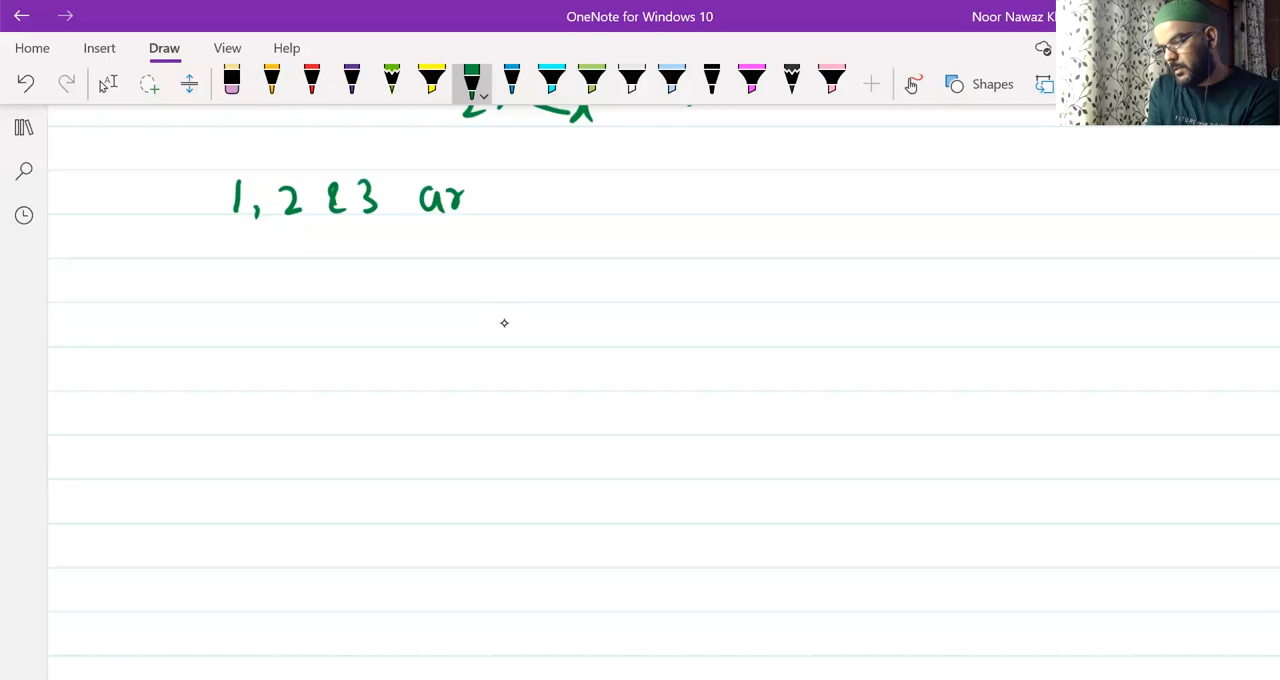 OneNote for Windows 10
Noor Nawaz
Home Insert Draw View Help
Shapes
1, 2 & 3 ar